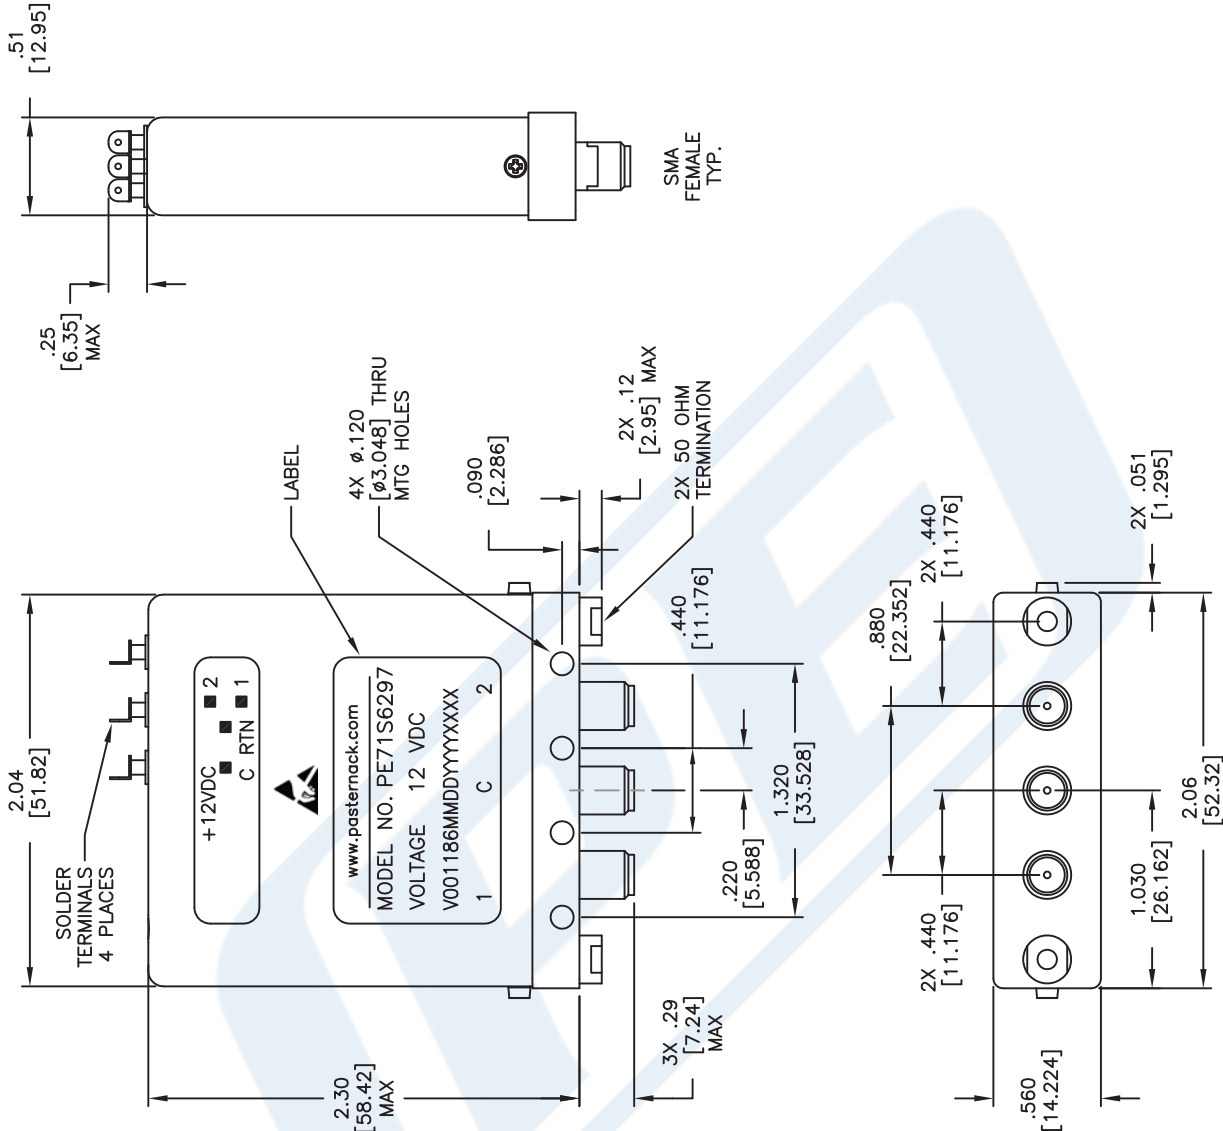 .51
[12.95]
.25
[6.35]
MAX
SMA
FEMALE
TYP.
2.04
[51.82]
SOLDER
TERMINALS
4 PLACES
LABEL
4X ø.120
[ø3.048] THRU
MTG HOLES
.090
[2.286]
2X .12
[2.95] MAX
2X 50 OHM
TERMINATION
+12VDC
2
C RTN 1
www.pasternack.com
MODEL NO. PE71S6297
VOLTAGE 12 VDC
V001186MMDDYYYYXXXX
1 C 2
.440
[11.176]
1.320
[33.528]
.220
[5.588]
2.30
[58.42]
MAX
3X .29
[7.24]
MAX
.880
[22.352]
2X .440
[11.176]
2X .051
[1.295]
2X .440
[11.176]
1.030
[26.162]
2.06
[52.32]
.560
[14.224]
PE